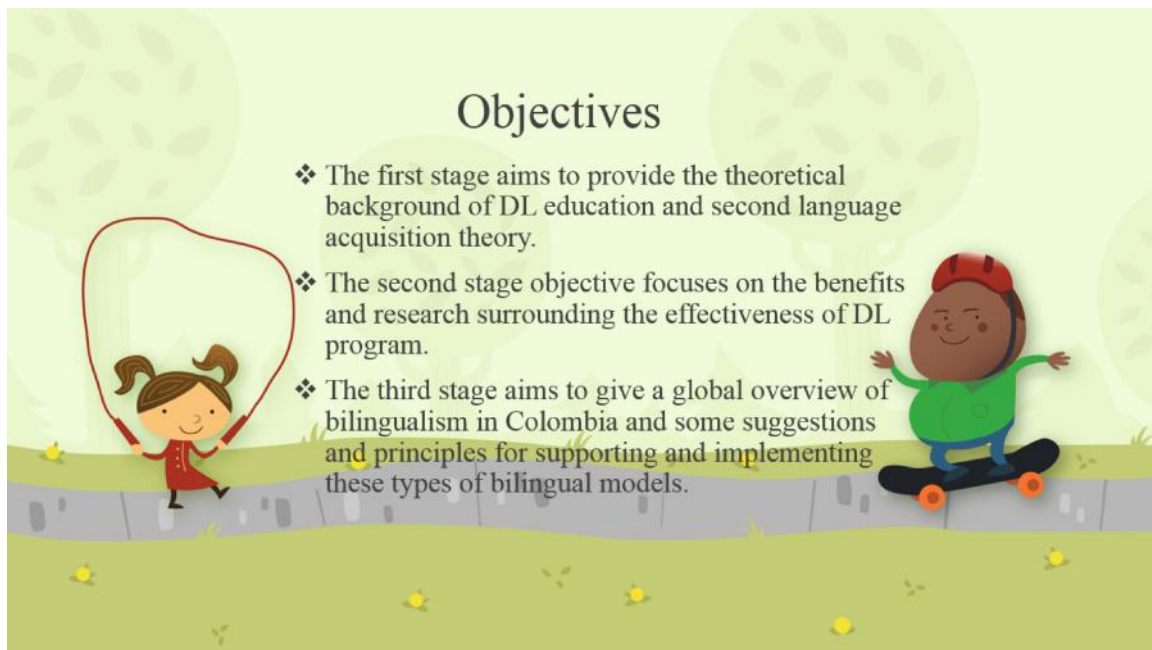 Objectives
❖ The first stage aims to provide the theoretical
background of DL education and second language
acquisition theory.
❖ The second stage objective focuses on the benefits
and research surrounding the effectiveness of DL
program.
❖ The third stage aims to give a global overview of
bilingualism in Colombia and some suggestions
and principles for supporting and implementing
these types of bilingual models.